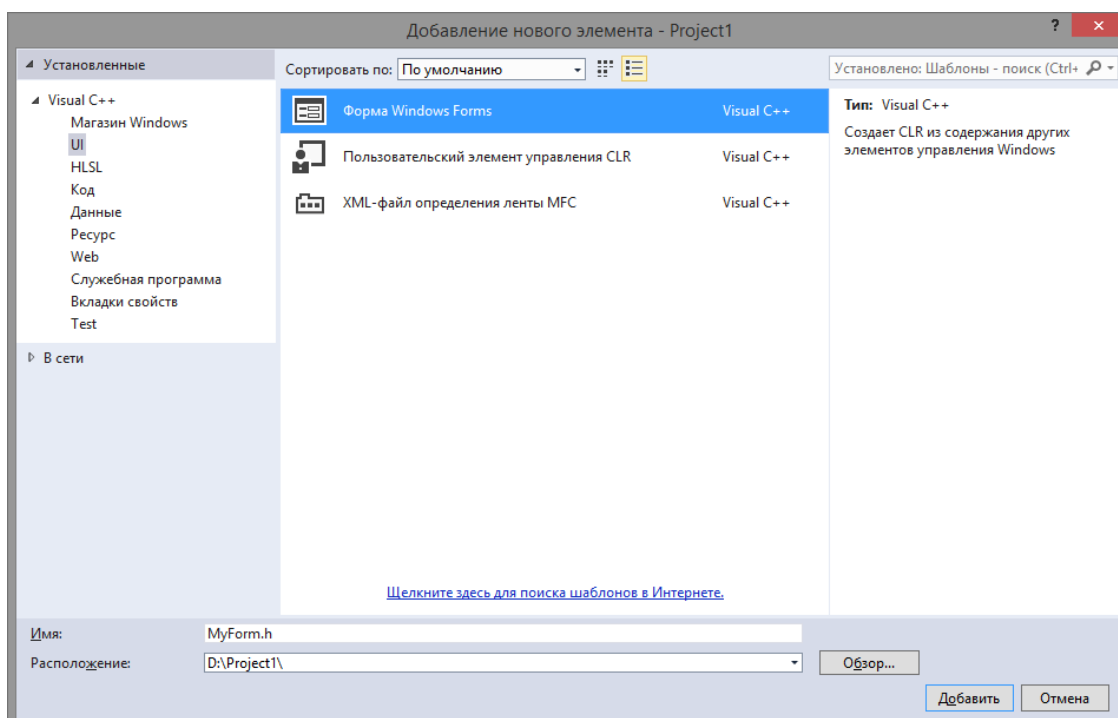 Добавление нового элемента - Project1
?
Установленные
Visual C++
Магазин Windows
UI
HLSL
Код
Данные
Ресурс
Web
Служебная программа
Вкладки свойств
Test
В сети
Сортировать по: По умолчанию
Форма Windows Forms Visual C++
Пользовательский элемент управления CLR Visual C++
XML-файл определения ленты MFC Visual C++
Щелкните здесь для поиска шаблонов в Интернете.
Установлено: Шаблоны - поиск (Ctrl+
Тип: Visual C++
Создает CLR из содержания других
элементов управления Windows
Имя: MyForm.h
Расположение: D:\Project1\
Обзор...
Добавить Отмена